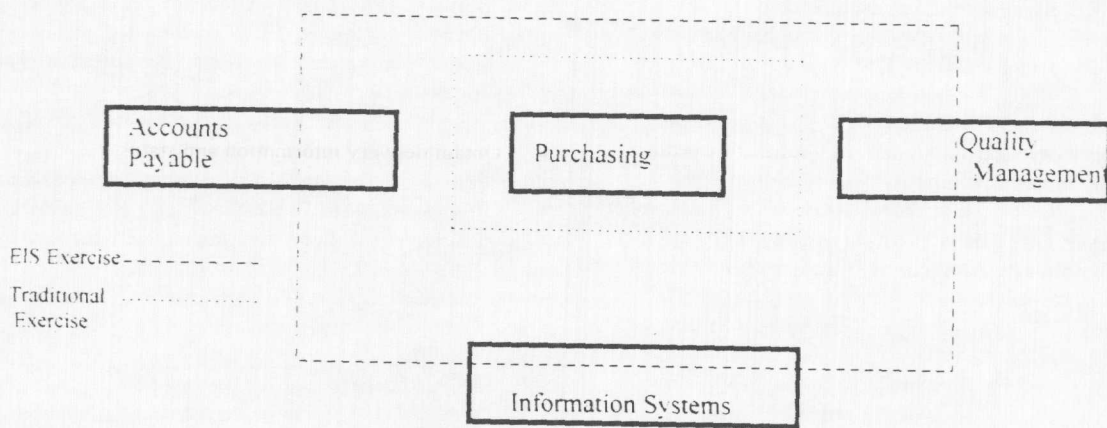 Accounts
Payable
Purchasing
Quality
Management
EIS Exercise
Traditional
Exercise
Information Systems